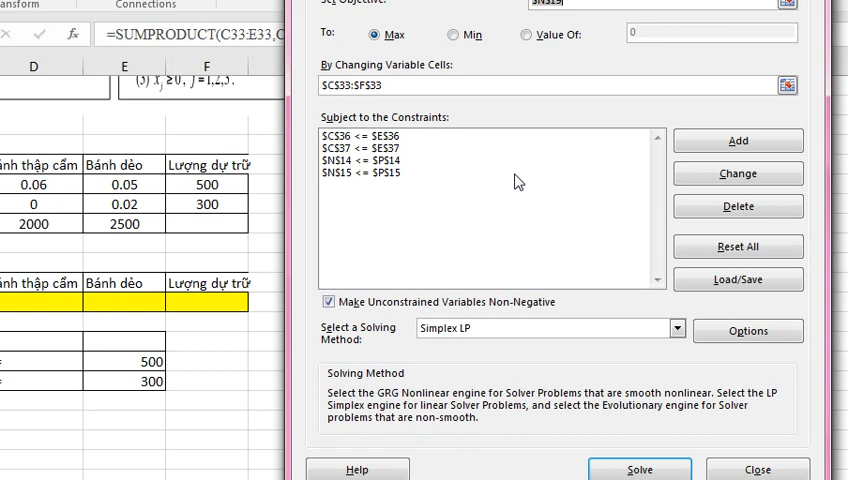 ansform
Connections
Set Objective:
$N$19
fx
=SUMPRODUCT(C33:E33,C
To:
Max
Min
Value Of:
0
D
E
F
By Changing Variable Cells:
$C$33:$F$33
(3) xj ≥ 0, j=1,2,3.
Subject to the Constraints:
$C$36 <= $E$36
$C$37 <= $E$37
$N$14 <= $P$14
$N$15 <= $P$15
Add
Change
Delete
Reset All
Load/Save
ánh thập cẩm
Bánh dẻo
Lượng dự trữ
0.06
0.05
500
0
0.02
300
2000
2500
ánh thập cẩm
Bánh dẻo
Lượng dự trữ
Make Unconstrained Variables Non-Negative
Select a Solving Method:
Simplex LP
Options
=
500
=
300
Solving Method
Select the GRG Nonlinear engine for Solver Problems that are smooth nonlinear. Select the LP
Simplex engine for linear Solver Problems, and select the Evolutionary engine for Solver
problems that are non-smooth.
Help
Solve
Close